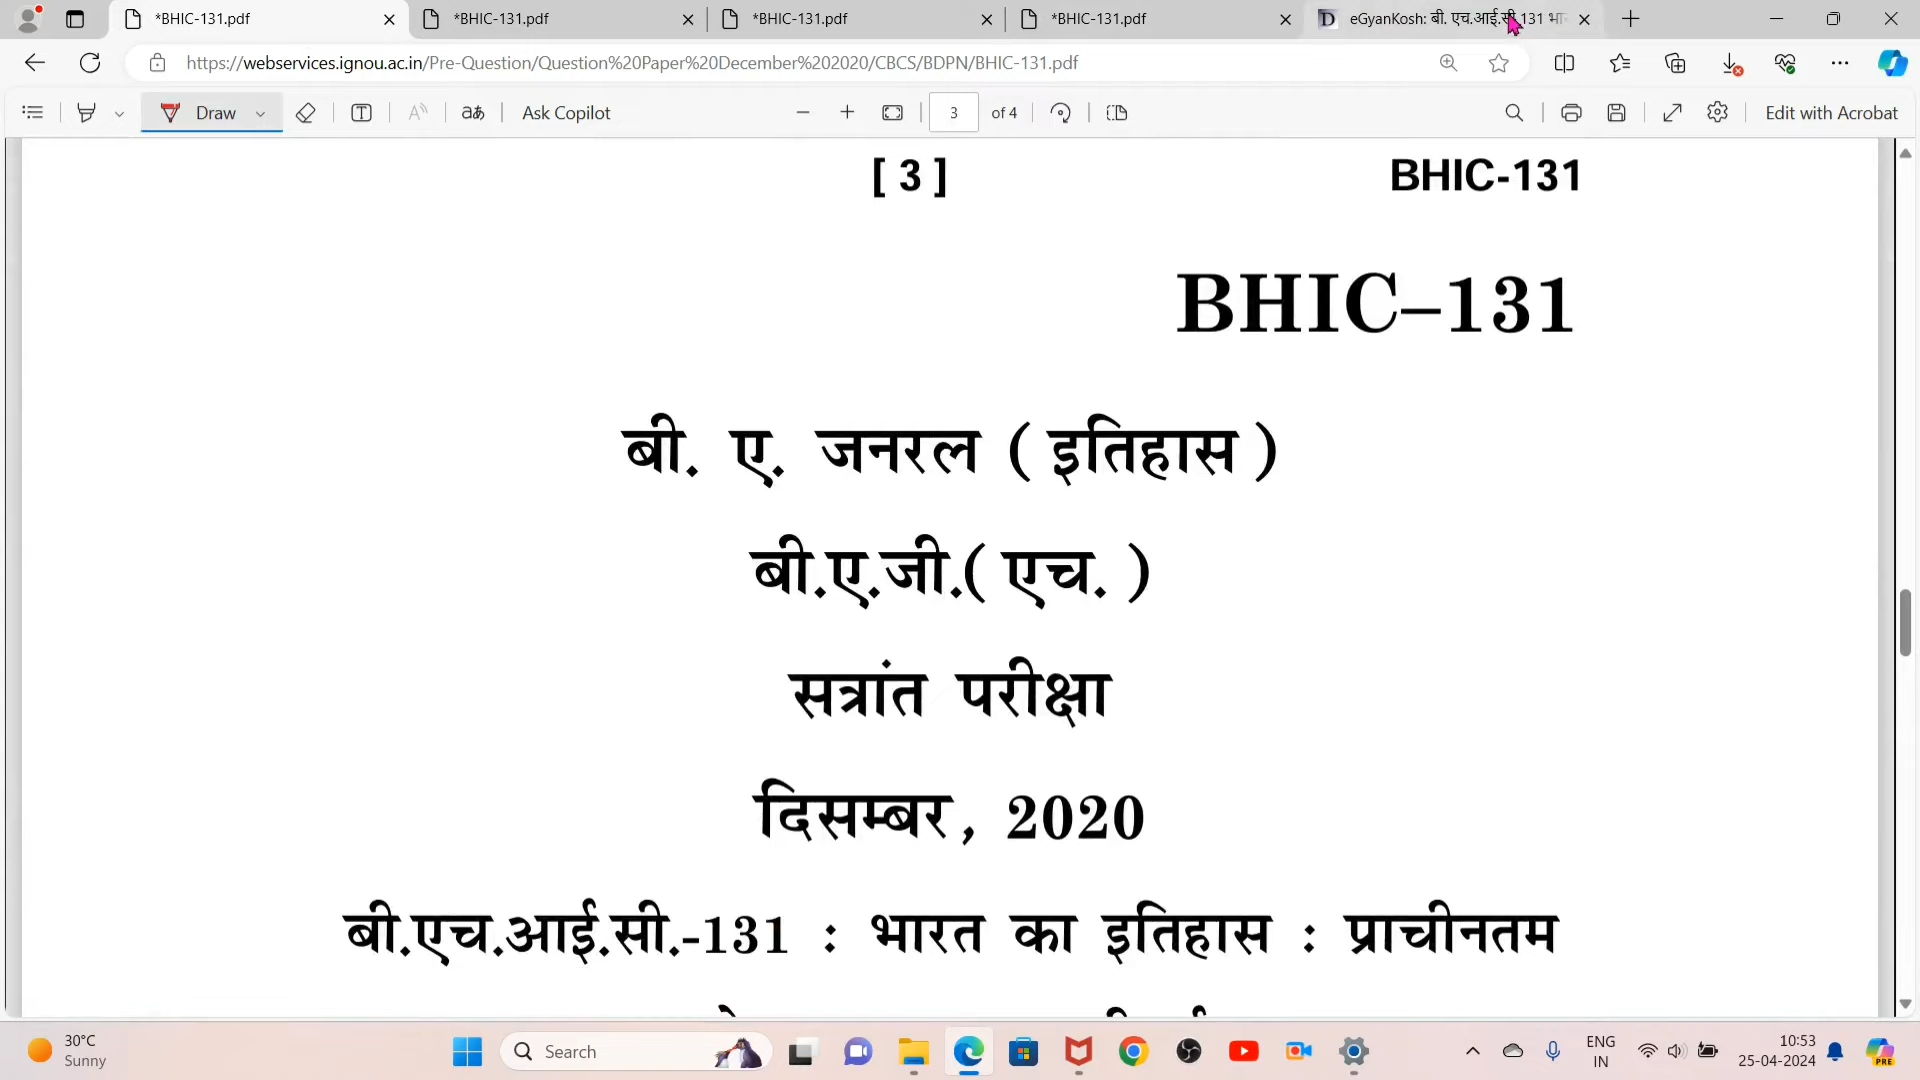 *BHIC-131.pdf
*BHIC-131.pdf
*BHIC-131.pdf
*BHIC-131.pdf
D eGyanKosh: बी. एच.आई.सी.131
https://webservices.ignou.ac.in/Pre-Question/Question%20Paper%20December%202020/CBCS/BDPN/BHIC-131.pdf
Draw
aあ
Ask Copilot
3 of 4
Edit with Acrobat
[ 3 ] BHIC-131
BHIC–131
बी. ए. जनरल ( इतिहास )
बी.ए.जी.( एच. )
सत्रांत परीक्षा
दिसम्बर, 2020
बी.एच.आई.सी.-131 : भारत का इतिहास : प्राचीनतम
30°C
Sunny
Search
PRE
ENG
IN
10:53
25-04-2024